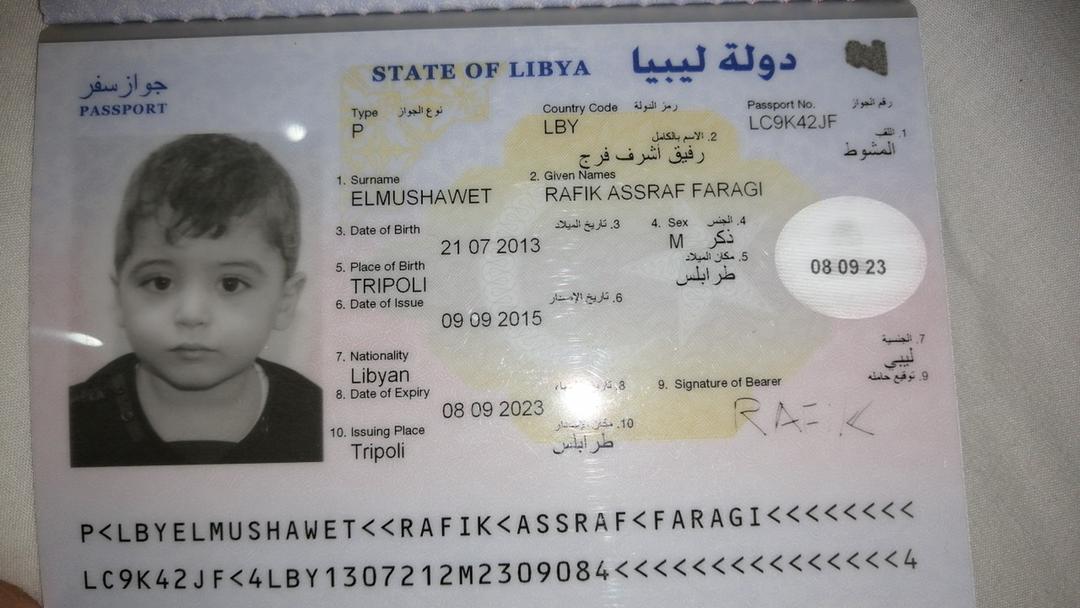 STATE OF LIBYA دولة ليبيا
جواز سفر
PASSPORT
Type نوع الجواز
P
Country Code رمز الدولة
LBY
Passport No. رقم الجواز
LC9K42JF
1. اللقب
المشوط
2. الاسم بالكامل
رفيق أشرف فرج
1. Surname
ELMUSHAWET
2. Given Names
RAFIK ASSRAF FARAGI
3. Date of Birth 3. تاريخ الميلاد
21 07 2013
4. Sex 4. الجنس
M ذكر
5. Place of Birth 5. مكان الميلاد
TRIPOLI طرابلس
08 09 23
6. Date of Issue 6. تاريخ الإصدار
09 09 2015
7. Nationality 7. الجنسية
Libyan ليبي
8. Date of Expiry 8. تاريخ
08 09 2023
9. Signature of Bearer 9. توقيع حامله
RAFIK
10. Issuing Place 10. مكان الإصدار
Tripoli طرابلس
P<LBYELMUSHAWET<<RAFIK<ASSRAF<FARAGI<<<<<<<<
LC9K42JF<4LBY1307212M2309084<<<<<<<<<<<<<<<4